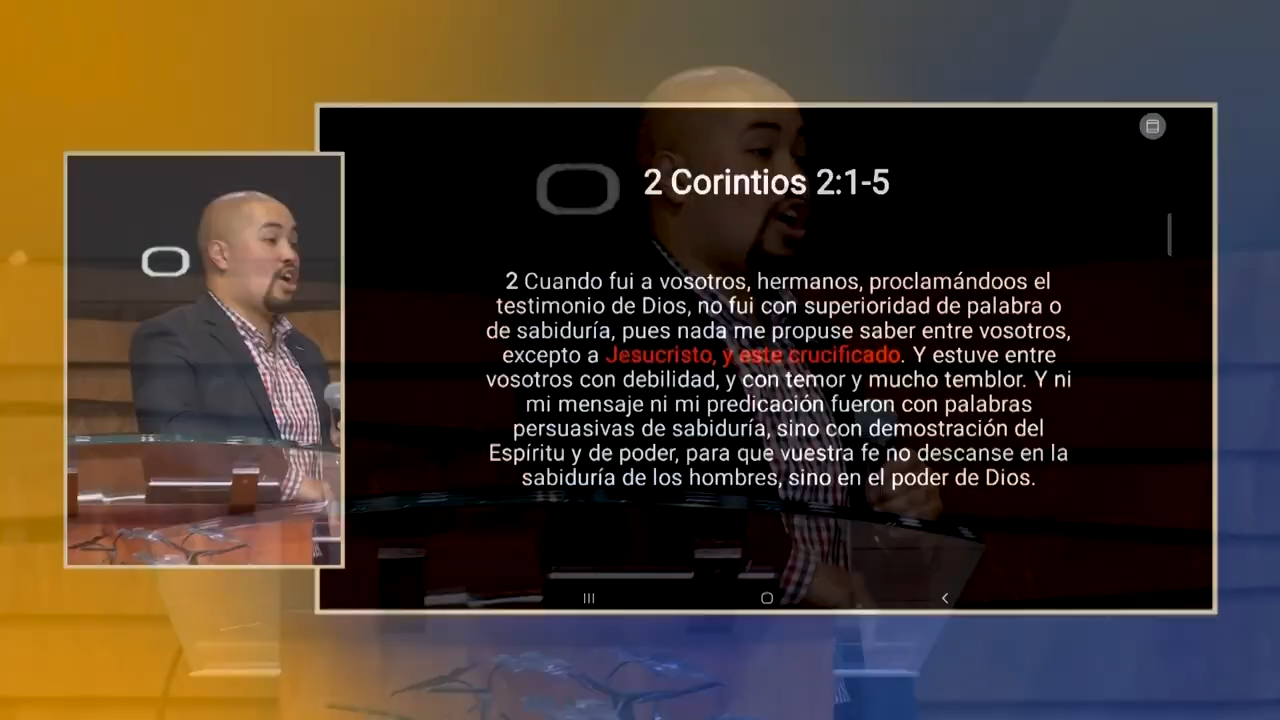 2 Corintios 2:1-5
2 Cuando fui a vosotros, hermanos, proclamándoos el
testimonio de Dios, no fui con superioridad de palabra o
de sabiduría, pues nada me propuse saber entre vosotros,
excepto a Jesucristo, y este crucificado. Y estuve entre
vosotros con debilidad, y con temor y mucho temblor. Y ni
mi mensaje ni mi predicación fueron con palabras
persuasivas de sabiduría, sino con demostración del
Espíritu y de poder, para que vuestra fe no descanse en la
sabiduría de los hombres, sino en el poder de Dios.